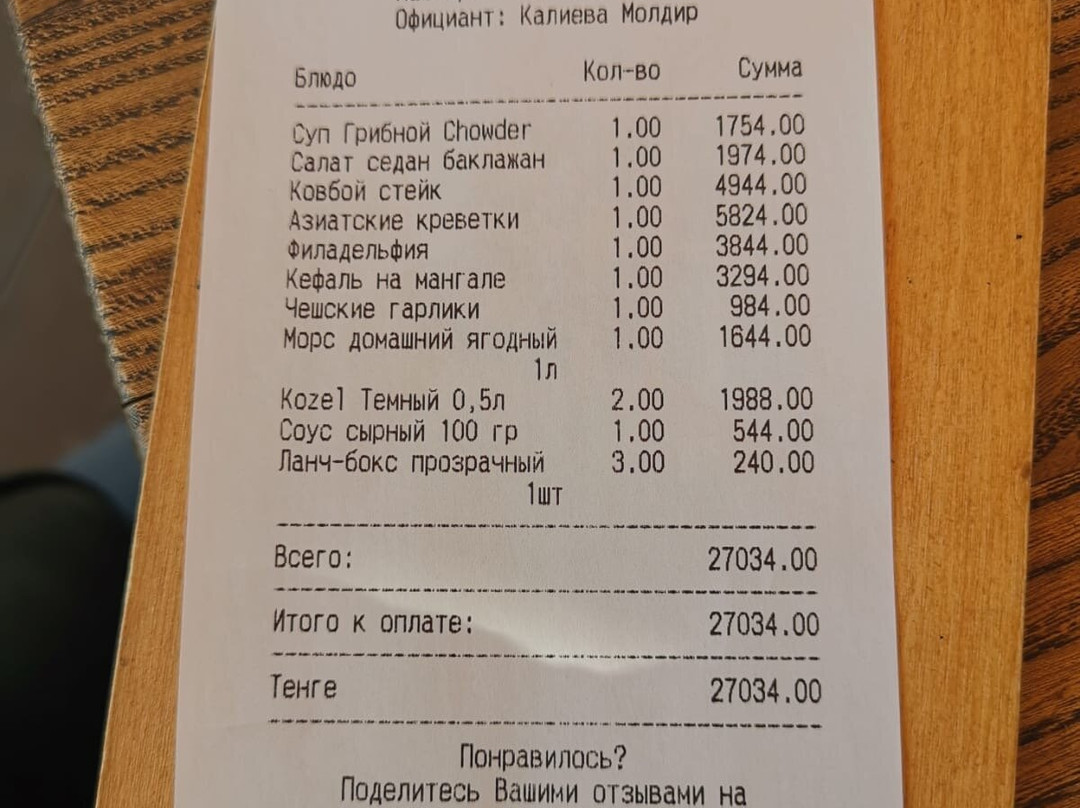 Официант: Калиева Молдир
Блюдо Кол-во Сумма
Суп Грибной Chowder 1.00 1754.00
Салат седан баклажан 1.00 1974.00
Ковбой стейк 1.00 4944.00
Азиатские креветки 1.00 5824.00
Филадельфия 1.00 3844.00
Кефаль на мангале 1.00 3294.00
Чешские гарлики 1.00 984.00
Морс домашний ягодный 1.00 1644.00
1л
Kozel Темный 0,5л 2.00 1988.00
Соус сырный 100 гр 1.00 544.00
Ланч-бокс прозрачный 3.00 240.00
1шт
Всего: 27034.00
Итого к оплате: 27034.00
Тенге 27034.00
Понравилось?
Поделитесь Вашими отзывами на